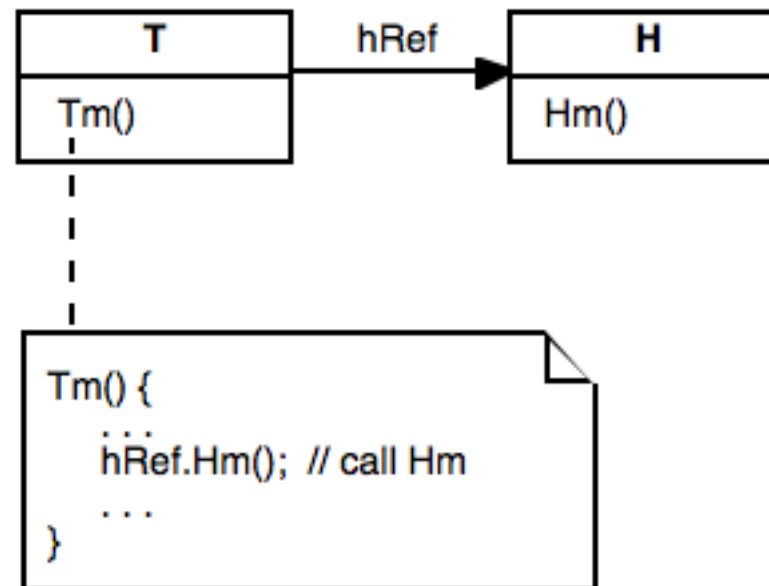 T
hRef
H
Tm()
Hm()
Tm() {
. . .
hRef.Hm();  // call Hm
. . .
}